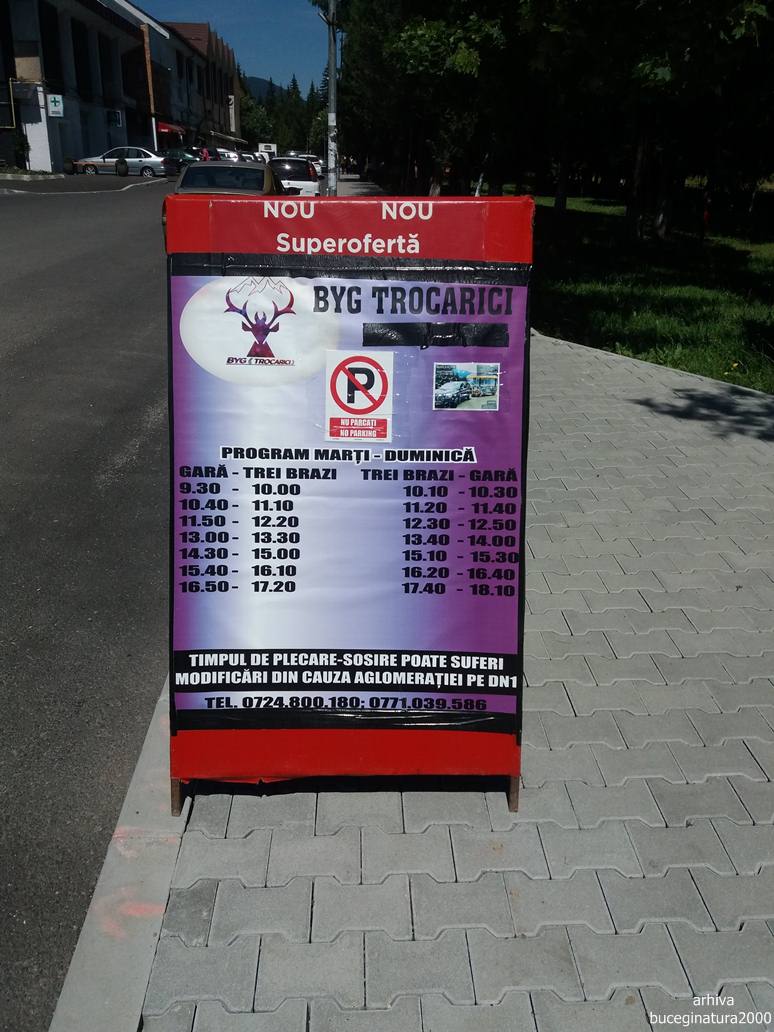 NOU NOU
Superofertă
BYG TROCARICI
BYG TROCARICI
P
NU PARCAȚI
NO PARKING
PROGRAM MARȚI - DUMINICĂ
GARĂ - TREI BRAZI TREI BRAZI - GARĂ
9.30 - 10.00 10.10 - 10.30
10.40 - 11.10 11.20 - 11.40
11.50 - 12.20 12.30 - 12.50
13.00 - 13.30 13.40 - 14.00
14.30 - 15.00 15.10 - 15.30
15.40 - 16.10 16.20 - 16.40
16.50 - 17.20 17.40 - 18.10
TIMPUL DE PLECARE-SOSIRE POATE SUFERI
MODIFICĂRI DIN CAUZA AGLOMERAȚIEI PE DN1
TEL. 0724.800.180; 0771.039.586
arhiva
buceginatura2000